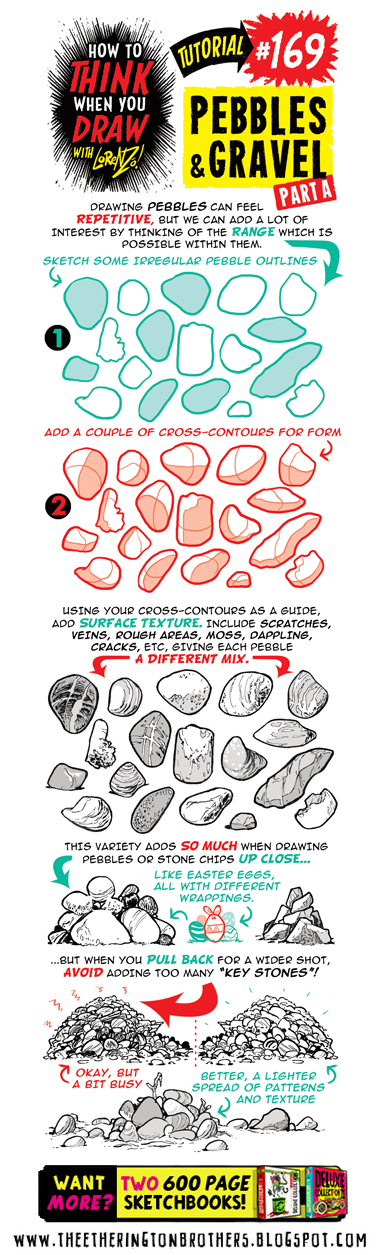 HOW TO
THINK
WHEN YOU
DRAW
WITH LORENZO!
TUTORIAL
#169
PEBBLES
& GRAVEL
PART A
DRAWING PEBBLES CAN FEEL
REPETITIVE, BUT WE CAN ADD A LOT OF
INTEREST BY THINKING OF THE RANGE WHICH IS
POSSIBLE WITHIN THEM.
SKETCH SOME IRREGULAR PEBBLE OUTLINES
1
ADD A COUPLE OF CROSS-CONTOURS FOR FORM
2
USING YOUR CROSS-CONTOURS AS A GUIDE,
ADD SURFACE TEXTURE. INCLUDE SCRATCHES,
VEINS, ROUGH AREAS, MOSS, DAPPLING,
CRACKS, ETC, GIVING EACH PEBBLE
A DIFFERENT MIX.
THIS VARIETY ADDS SO MUCH WHEN DRAWING
PEBBLES OR STONE CHIPS UP CLOSE...
LIKE EASTER EGGS,
ALL WITH DIFFERENT
WRAPPINGS.
...BUT WHEN YOU PULL BACK FOR A WIDER SHOT,
AVOID ADDING TOO MANY "KEY STONES"!
OKAY, BUT
A BIT BUSY
BETTER, A LIGHTER
SPREAD OF PATTERNS
AND TEXTURE
WANT
MORE?
TWO 600 PAGE
SKETCHBOOKS!
DELUXE
COLLECTION
WWW.THEETHERINGTONBROTHERS.BLOGSPOT.COM